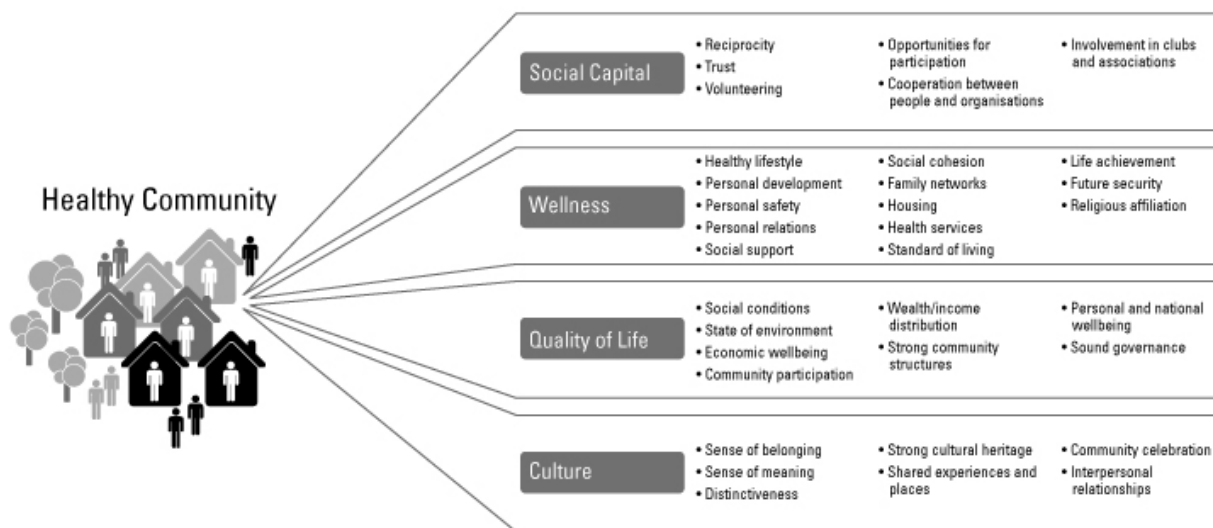 Healthy Community
Social Capital
• Reciprocity
• Trust
• Volunteering
• Opportunities for
participation
• Cooperation between
people and organisations
• Involvement in clubs
and associations
Wellness
• Healthy lifestyle
• Personal development
• Personal safety
• Personal relations
• Social support
• Social cohesion
• Family networks
• Housing
• Health services
• Standard of living
• Life achievement
• Future security
• Religious affiliation
Quality of Life
• Social conditions
• State of environment
• Economic wellbeing
• Community participation
• Wealth/income
distribution
• Strong community
structures
• Personal and national
wellbeing
• Sound governance
Culture
• Sense of belonging
• Sense of meaning
• Distinctiveness
• Strong cultural heritage
• Shared experiences and
places
• Community celebration
• Interpersonal
relationships